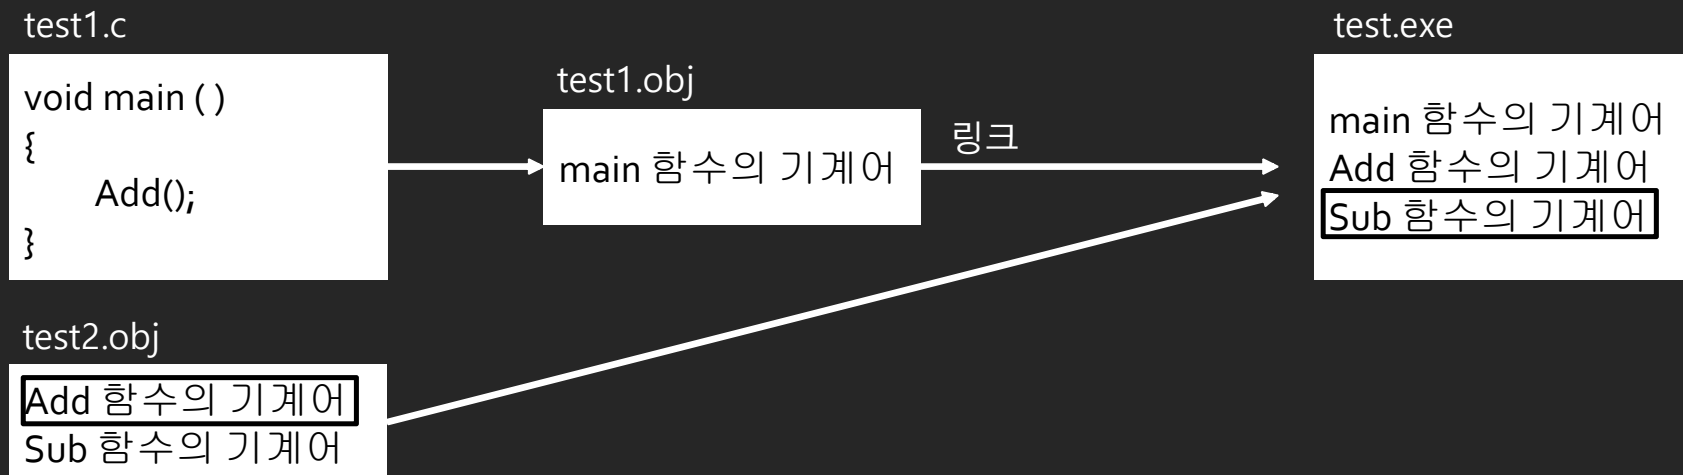 test1.c
void main ( )
{
Add();
}
test1.obj
main 함수의 기계어
링크
test.exe
main 함수의 기계어
Add 함수의 기계어
Sub 함수의 기계어
test2.obj
Add 함수의 기계어
Sub 함수의 기계어